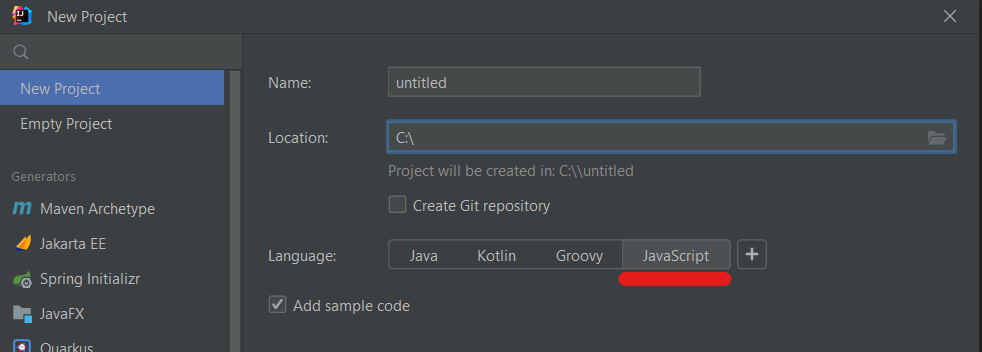 New Project
New Project
Empty Project
Generators
Maven Archetype
Jakarta EE
Spring Initializr
JavaFX
Quarkus
Name: untitled
Location: C:\
Project will be created in: C:\\untitled
Create Git repository
Language: Java Kotlin Groovy JavaScript +
Add sample code